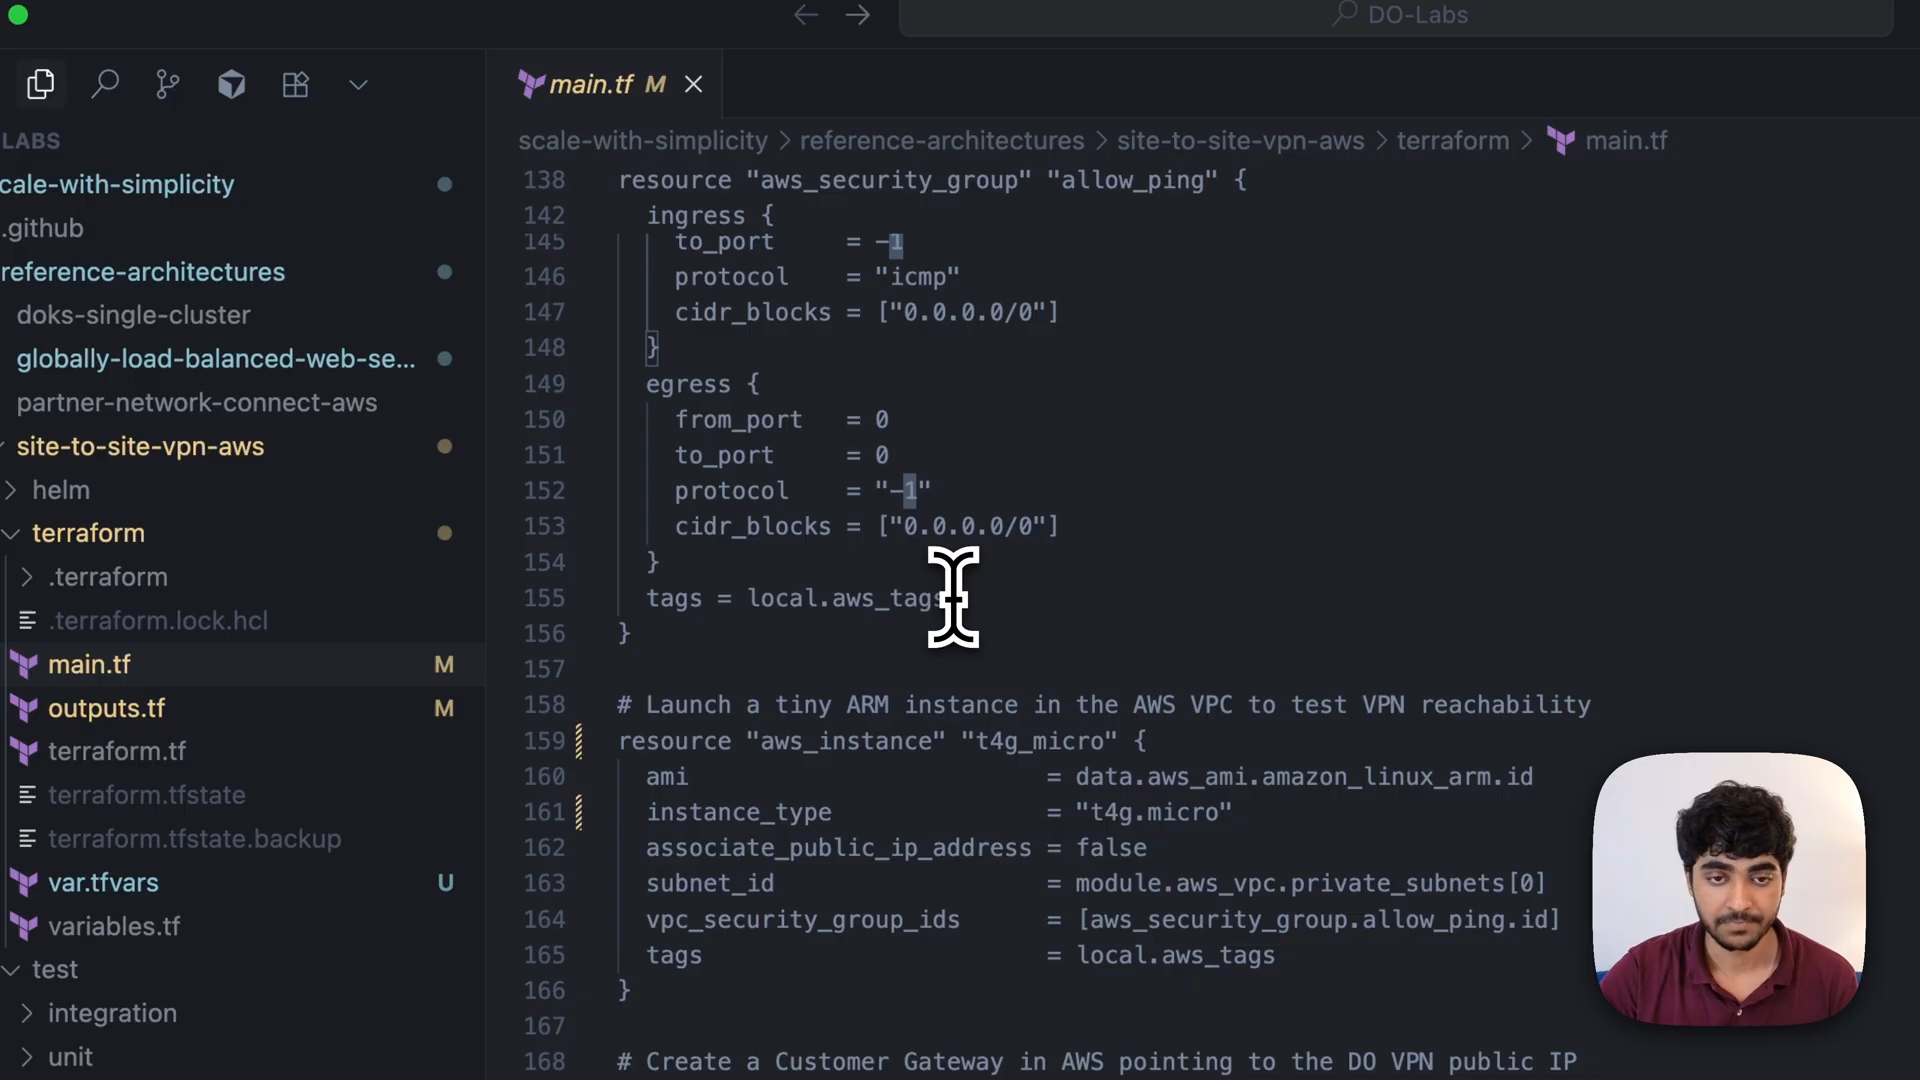 DO-Labs
main.tf M
LABS
scale-with-simplicity > reference-architectures > site-to-site-vpn-aws > terraform > main.tf
cale-with-simplicity
.github
reference-architectures
doks-single-cluster
globally-load-balanced-web-se...
partner-network-connect-aws
site-to-site-vpn-aws
helm
terraform
.terraform
.terraform.lock.hcl
main.tf M
outputs.tf M
terraform.tf
terraform.tfstate
terraform.tfstate.backup
var.tfvars U
variables.tf
test
integration
unit
138 resource "aws_security_group" "allow_ping" {
142 ingress {
145 to_port = -1
146 protocol = "icmp"
147 cidr_blocks = ["0.0.0.0/0"]
148 }
149 egress {
150 from_port = 0
151 to_port = 0
152 protocol = "-1"
153 cidr_blocks = ["0.0.0.0/0"]
154 }
155 tags = local.aws_tags
156 }
157
158 # Launch a tiny ARM instance in the AWS VPC to test VPN reachability
159 resource "aws_instance" "t4g_micro" {
160 ami = data.aws_ami.amazon_linux_arm.id
161 instance_type = "t4g.micro"
162 associate_public_ip_address = false
163 subnet_id = module.aws_vpc.private_subnets[0]
164 vpc_security_group_ids = [aws_security_group.allow_ping.id]
165 tags = local.aws_tags
166 }
167
168 # Create a Customer Gateway in AWS pointing to the DO VPN public IP